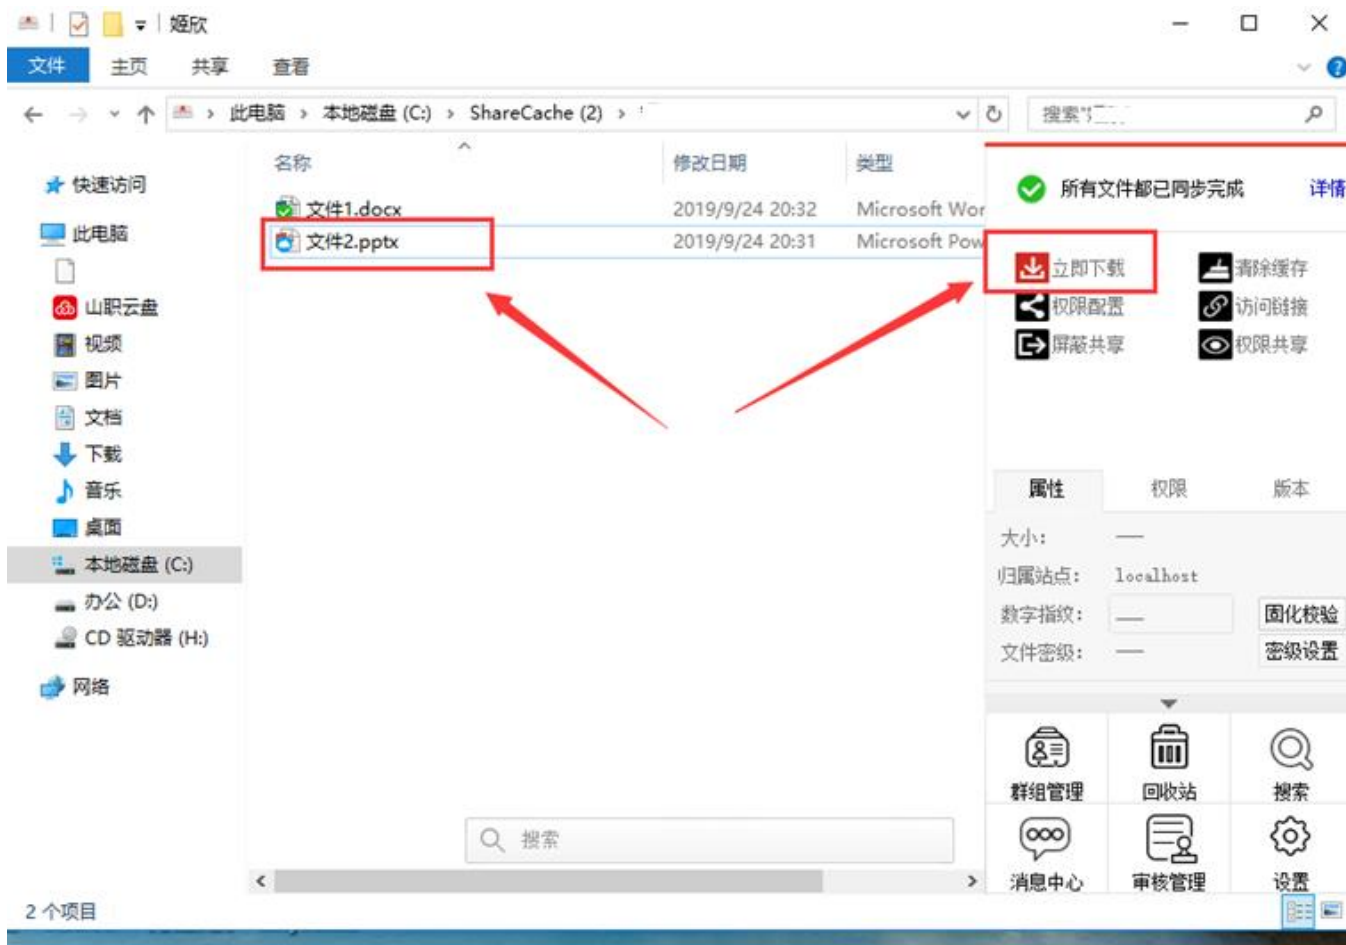 姬欣
文件 主页 共享 查看
此电脑 › 本地磁盘 (C:) › ShareCache (2) ›
搜索"
名称 修改日期 类型
文件1.docx 2019/9/24 20:32 Microsoft Wor
文件2.pptx 2019/9/24 20:31 Microsoft Pow
快速访问
此电脑
山职云盘
视频
图片
文档
下载
音乐
桌面
本地磁盘 (C:)
办公 (D:)
CD 驱动器 (H:)
网络
所有文件都已同步完成 详情
立即下载 清除缓存
权限配置 访问链接
屏蔽共享 权限共享
属性 权限 版本
大小: —
归属站点: localhost
数字指纹: — 固化校验
文件密级: — 密级设置
群组管理 回收站 搜索
消息中心 审核管理 设置
搜索
2 个项目